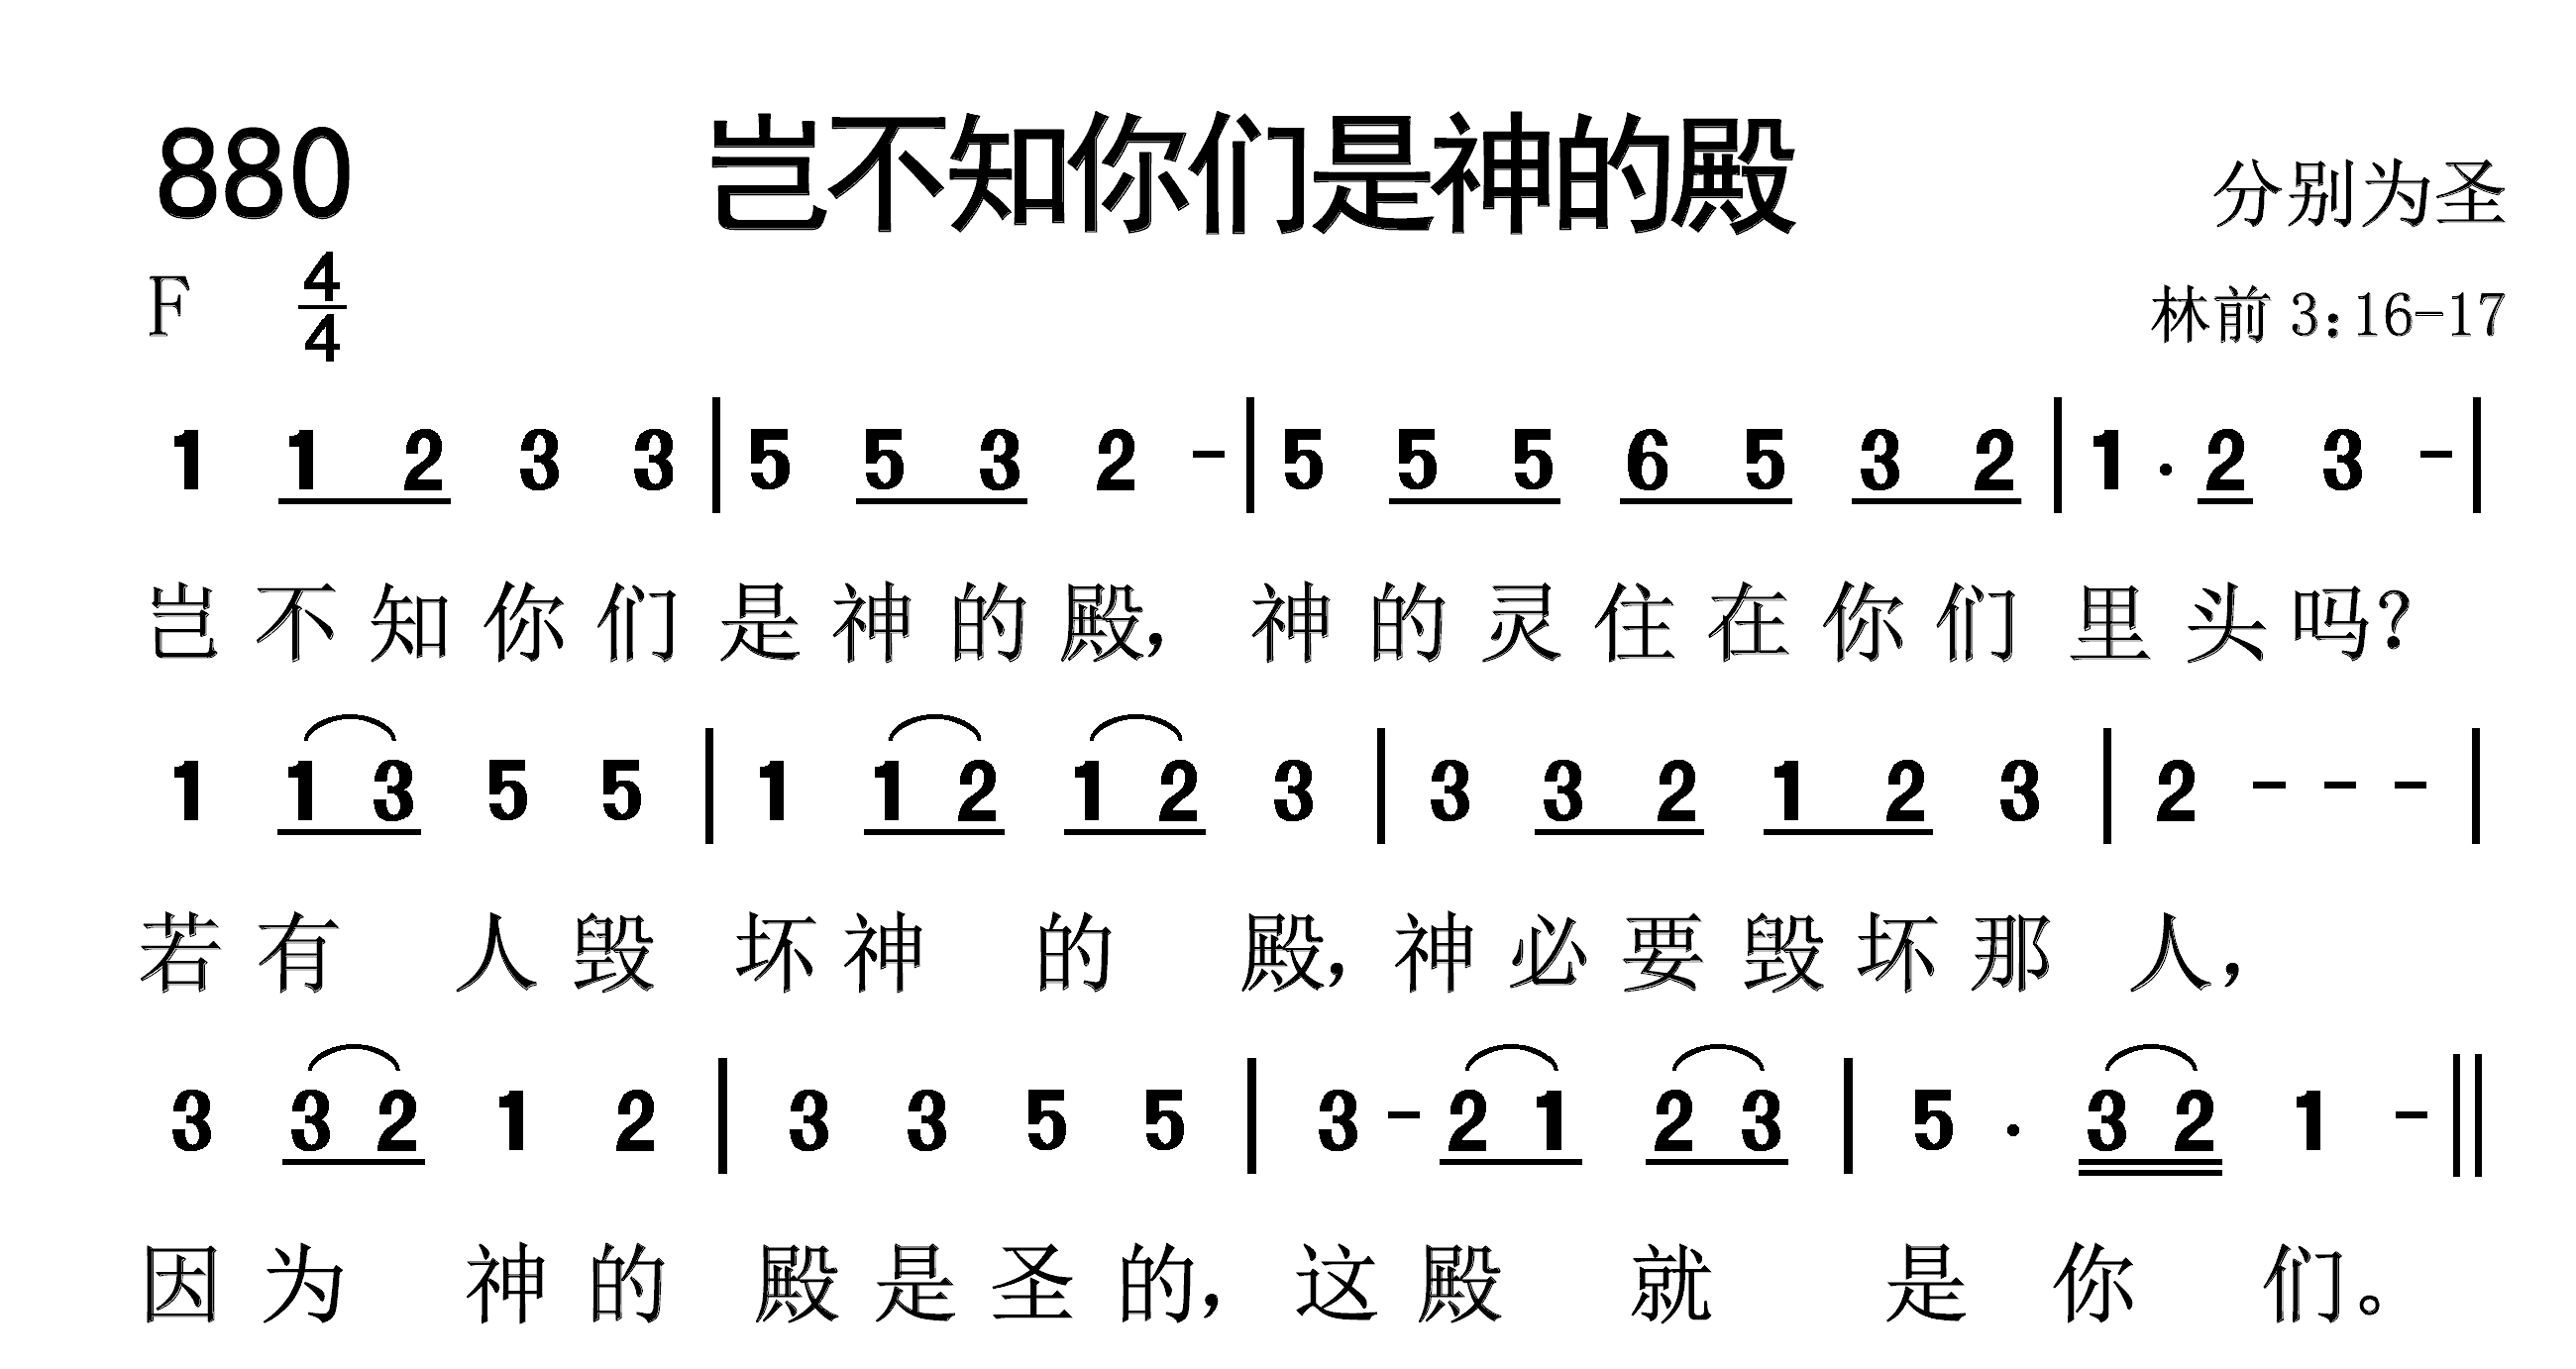 880 岂不知你们是神的殿 分别为圣
F 4/4 林前 3:16-17
1 1 2 3 3 | 5 5 3 2 - | 5 5 5 6 5 3 2 | 1 · 2 3 - |
岂不知你们是神的殿，神的灵住在你们里头吗？
1 1 3 5 5 | 1 1 2 1 2 3 | 3 3 2 1 2 3 | 2 - - - |
若有人毁坏神的殿，神必要毁坏那人，
3 3 2 1 2 | 3 3 5 5 | 3 - 2 1 2 3 | 5 · 3 2 1 - ||
因为神的殿是圣的，这殿就是你们。